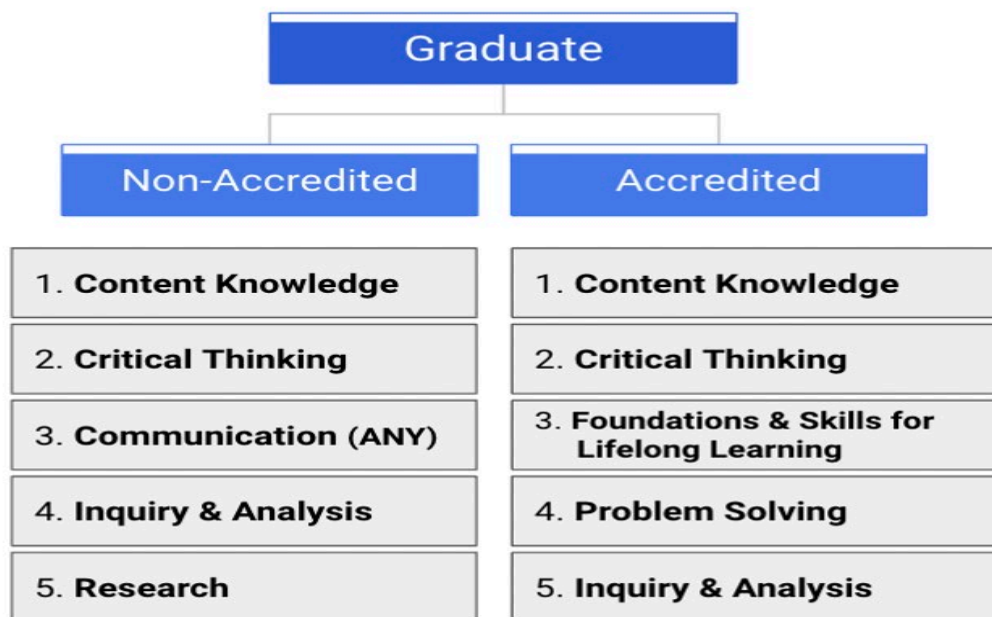 Graduate
Non-Accredited
1. Content Knowledge
2. Critical Thinking
3. Communication (ANY)
4. Inquiry & Analysis
5. Research
Accredited
1. Content Knowledge
2. Critical Thinking
3. Foundations & Skills for
Lifelong Learning
4. Problem Solving
5. Inquiry & Analysis